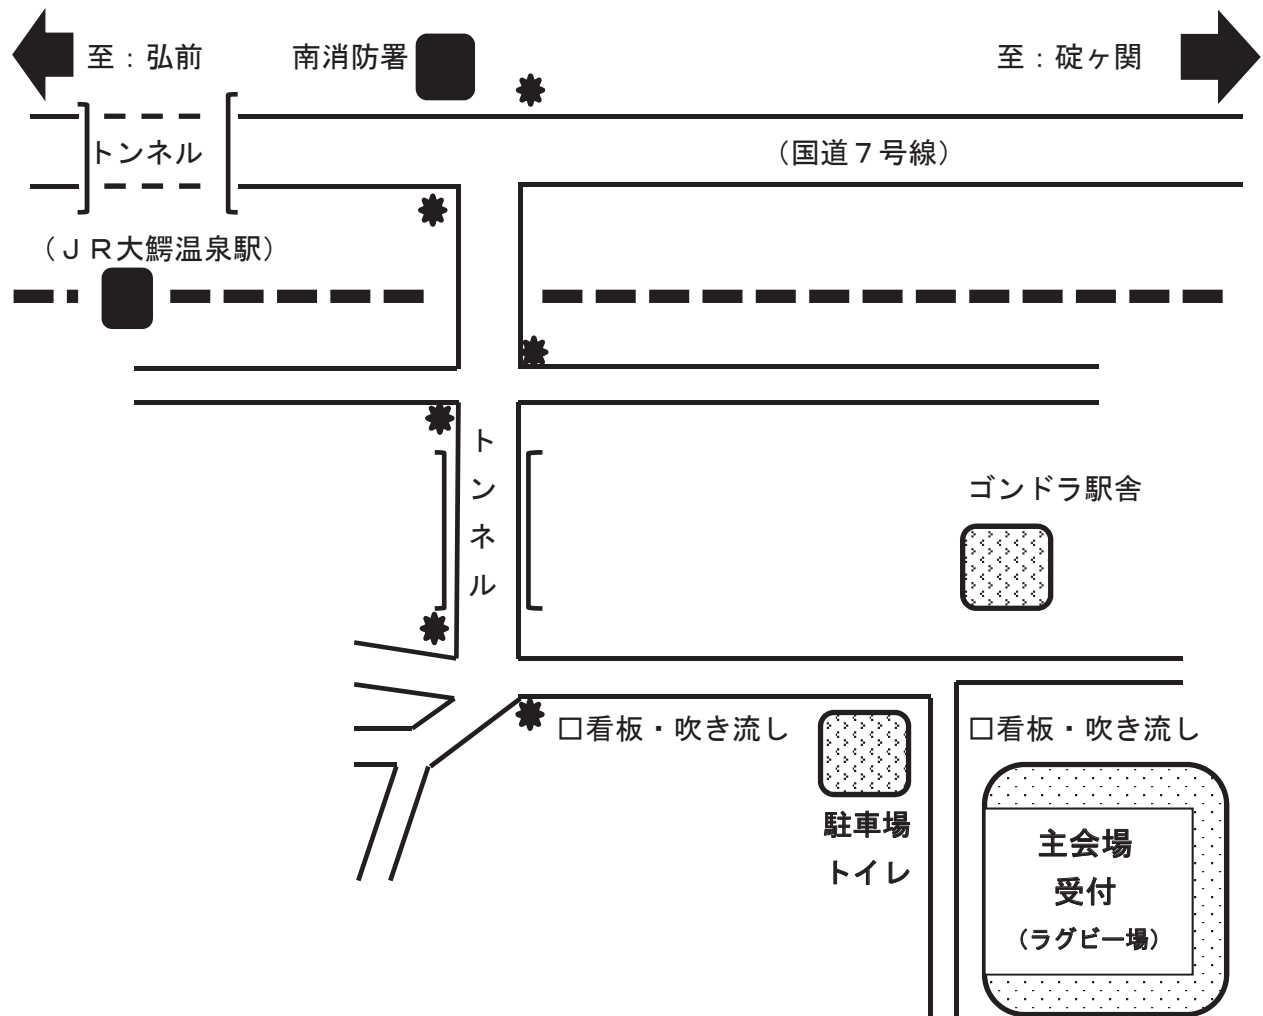 至：弘前
南消防署
至：碇ヶ関
トンネル
（国道７号線）
（ＪＲ大鰐温泉駅）
トンネル
ゴンドラ駅舎
□看板・吹き流し
□看板・吹き流し
駐車場
トイレ
主会場
受付
（ラグビー場）